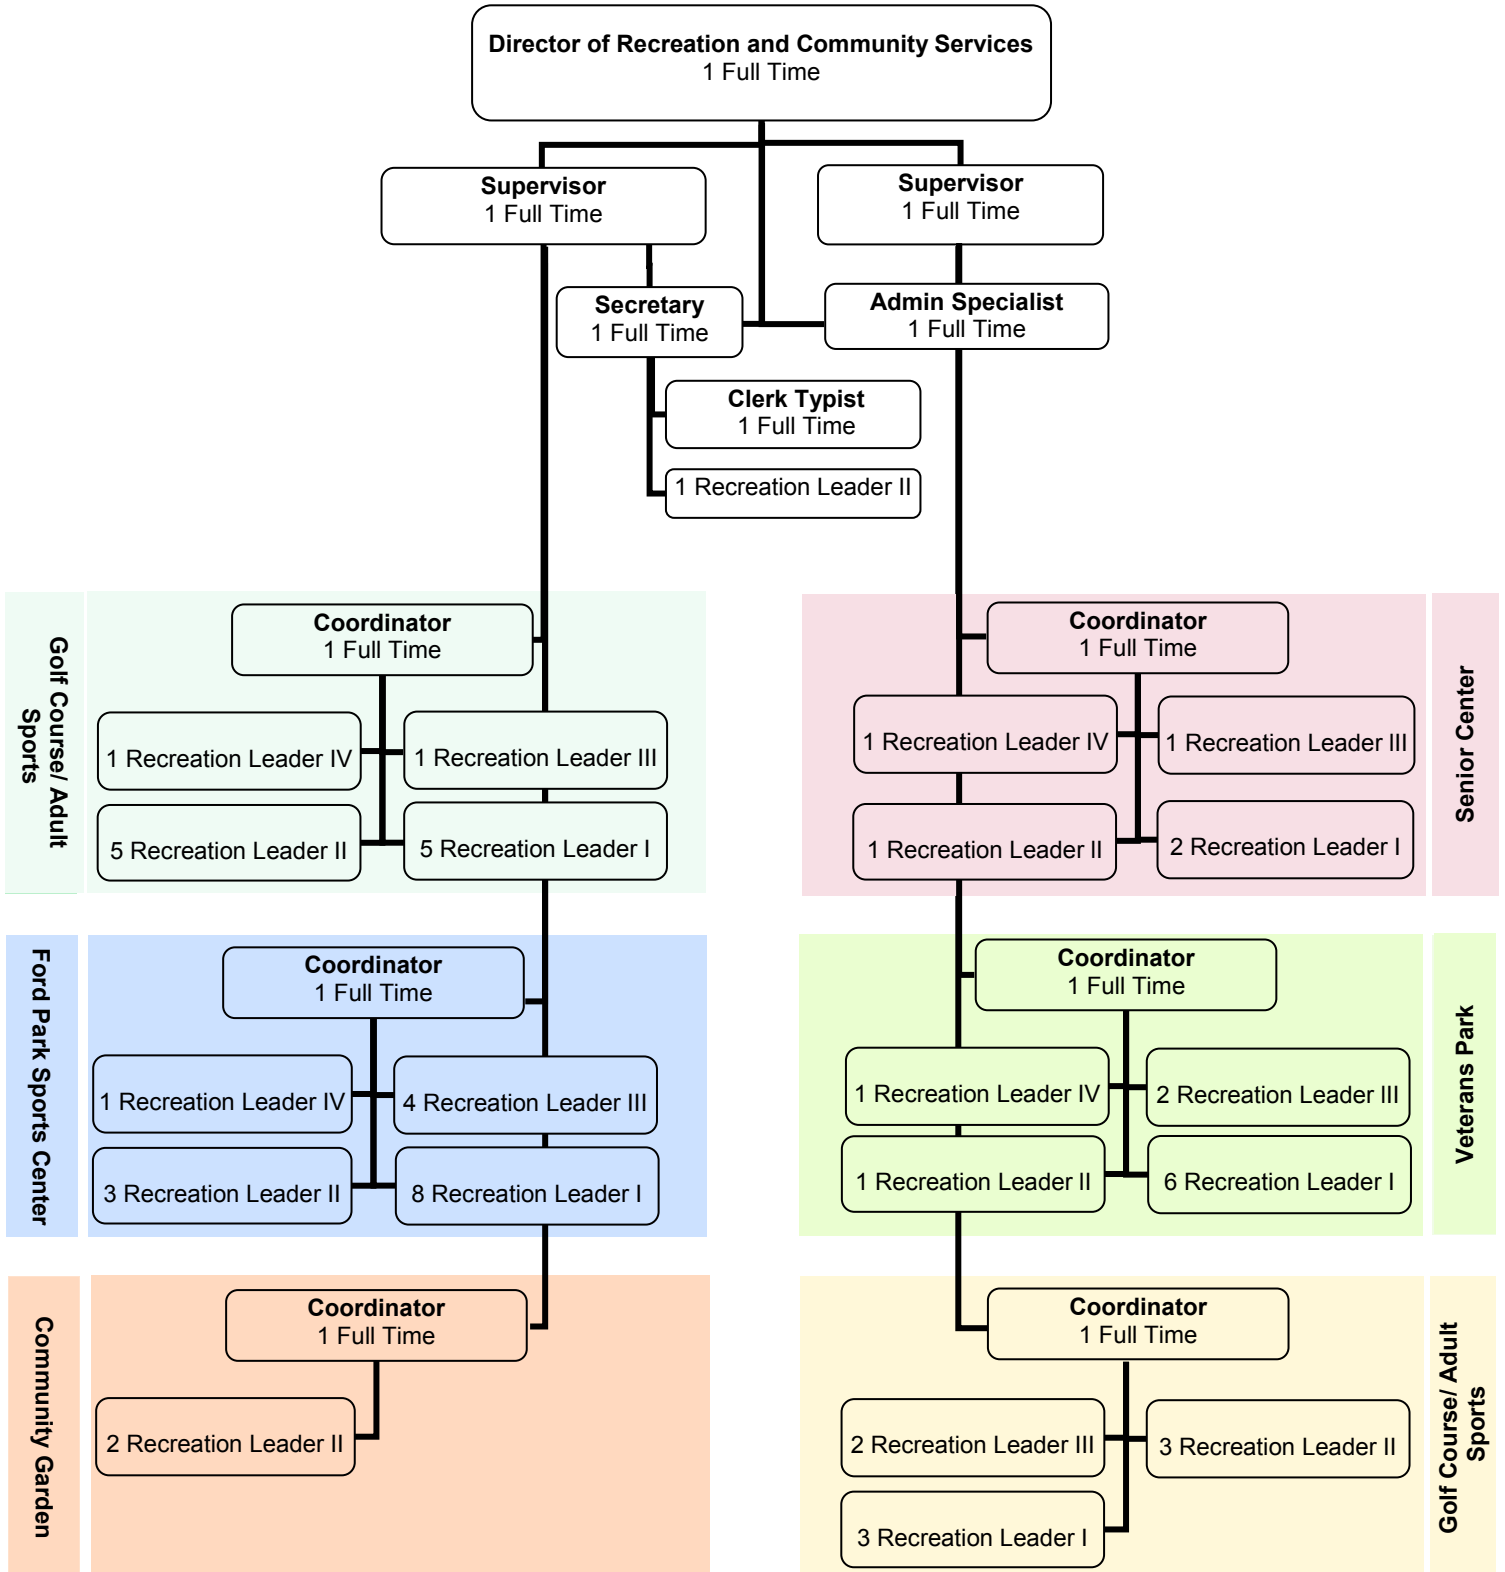 Director of Recreation and Community Services
1 Full Time
Supervisor
1 Full Time
Supervisor
1 Full Time
Secretary
1 Full Time
Admin Specialist
1 Full Time
Clerk Typist
1 Full Time
1 Recreation Leader II
Golf Course/ Adult
Sports
Coordinator
1 Full Time
1 Recreation Leader IV
1 Recreation Leader III
5 Recreation Leader II
5 Recreation Leader I
Senior Center
Coordinator
1 Full Time
1 Recreation Leader IV
1 Recreation Leader III
1 Recreation Leader II
2 Recreation Leader I
Ford Park Sports Center
Coordinator
1 Full Time
1 Recreation Leader IV
4 Recreation Leader III
3 Recreation Leader II
8 Recreation Leader I
Veterans Park
Coordinator
1 Full Time
1 Recreation Leader IV
2 Recreation Leader III
1 Recreation Leader II
6 Recreation Leader I
Community Garden
Coordinator
1 Full Time
2 Recreation Leader II
Golf Course/ Adult
Sports
Coordinator
1 Full Time
2 Recreation Leader III
3 Recreation Leader II
3 Recreation Leader I